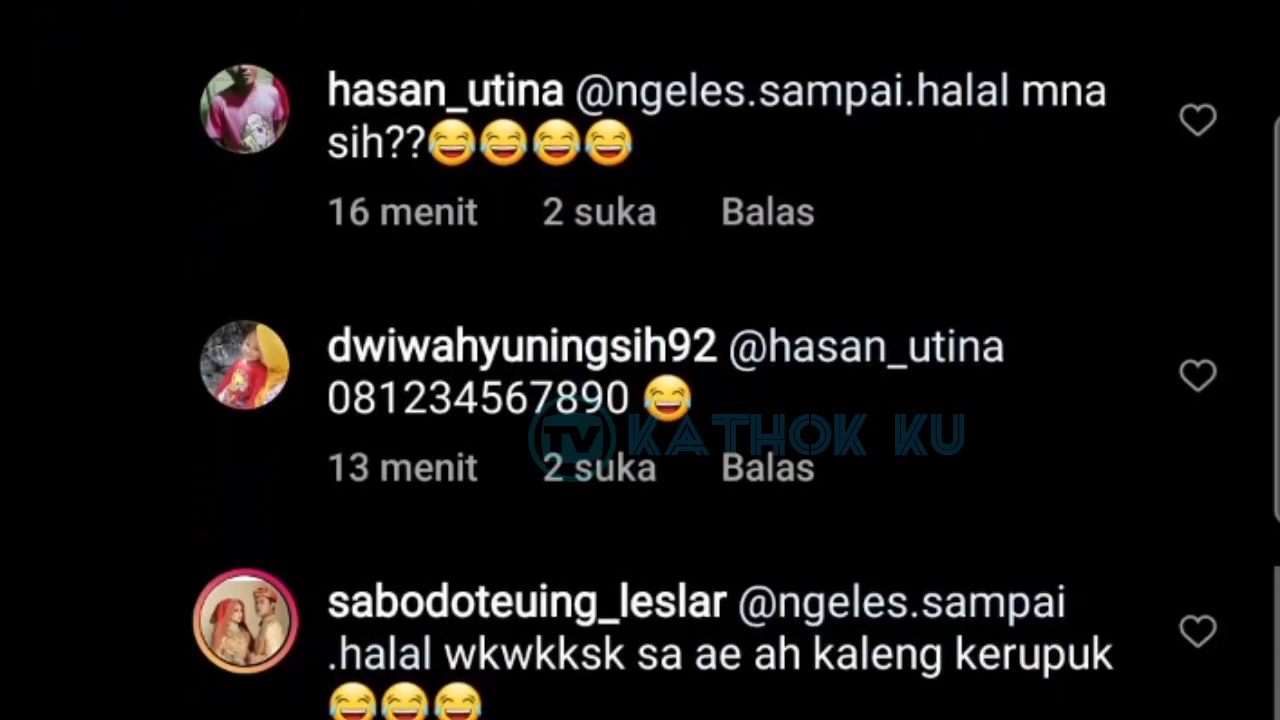 hasan_utina @ngeles.sampai.halal mna
sih??😂😂😂😂
16 menit 2 suka Balas
dwiwahyuningsih92 @hasan_utina
081234567890 😂
TV KATHOK KU
13 menit 2 suka Balas
sabodoteuing_leslar @ngeles.sampai
.halal wkwkksk sa ae ah kaleng kerupuk
😂😂😂